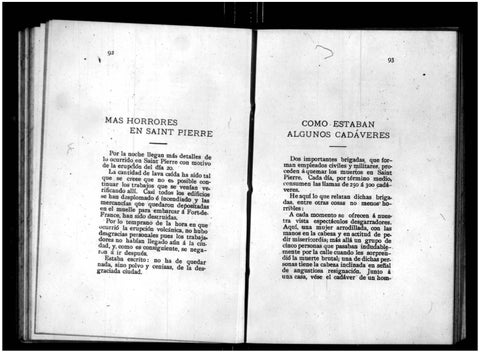 92
MAS HORRORES
EN SAINT PIERRE
Por la noche llegan más detalles de
lo ocurrido en Saint Pierre con motivo
de la erupción del día 20.
La cantidad de lava caída ha sido tal
que se cree que no es posible con-
tinuar los trabajos que se venían ve-
rificando allí. Casi todos los edificios
se han desplomado é incendiado y las
mercancías que quedaron depositadas
en el muelle para embarcar á Fort-de-
France, han sido destruídas.
Por lo temprano de la hora en que
ocurrió la erupción volcánica, no hubo
desgracias personales pues los explora-
dores no habían llegado aún á la ciu-
dad, y, como es consiguiente, se nega-
ron á ir después.
Estaba escrito: no ha de quedar
nada, sino polvo y cenizas, de la des-
graciada ciudad.
93
COMO ESTABAN
ALGUNOS CADÁVERES
Dos importantes brigadas, que for-
man empleados civiles y militares, proce-
den á quemar los muertos en Saint
Pierre. Cada día, por término medio,
consumen las llamas de 250 á 300 cadá-
veres.
He aquí lo que relatan dichas briga-
das, entre otras cosas no menos ho-
rribles:
A cada momento se ofrecen á nues-
tra vista espectáculos desgarradores.
Aquí, una mujer arrodillada, con las
manos en la cabeza y en actitud de pe-
dir misericordia; más allá un grupo de
cinco personas que pasaban indudable-
mente por la calle cuando les sorpren-
dió la muerte brutal; una de dichas per-
sonas tiene la cabeza inclinada en señal
de angustiosa resignación. Junto á
una casa, vése el cadáver de un hom-